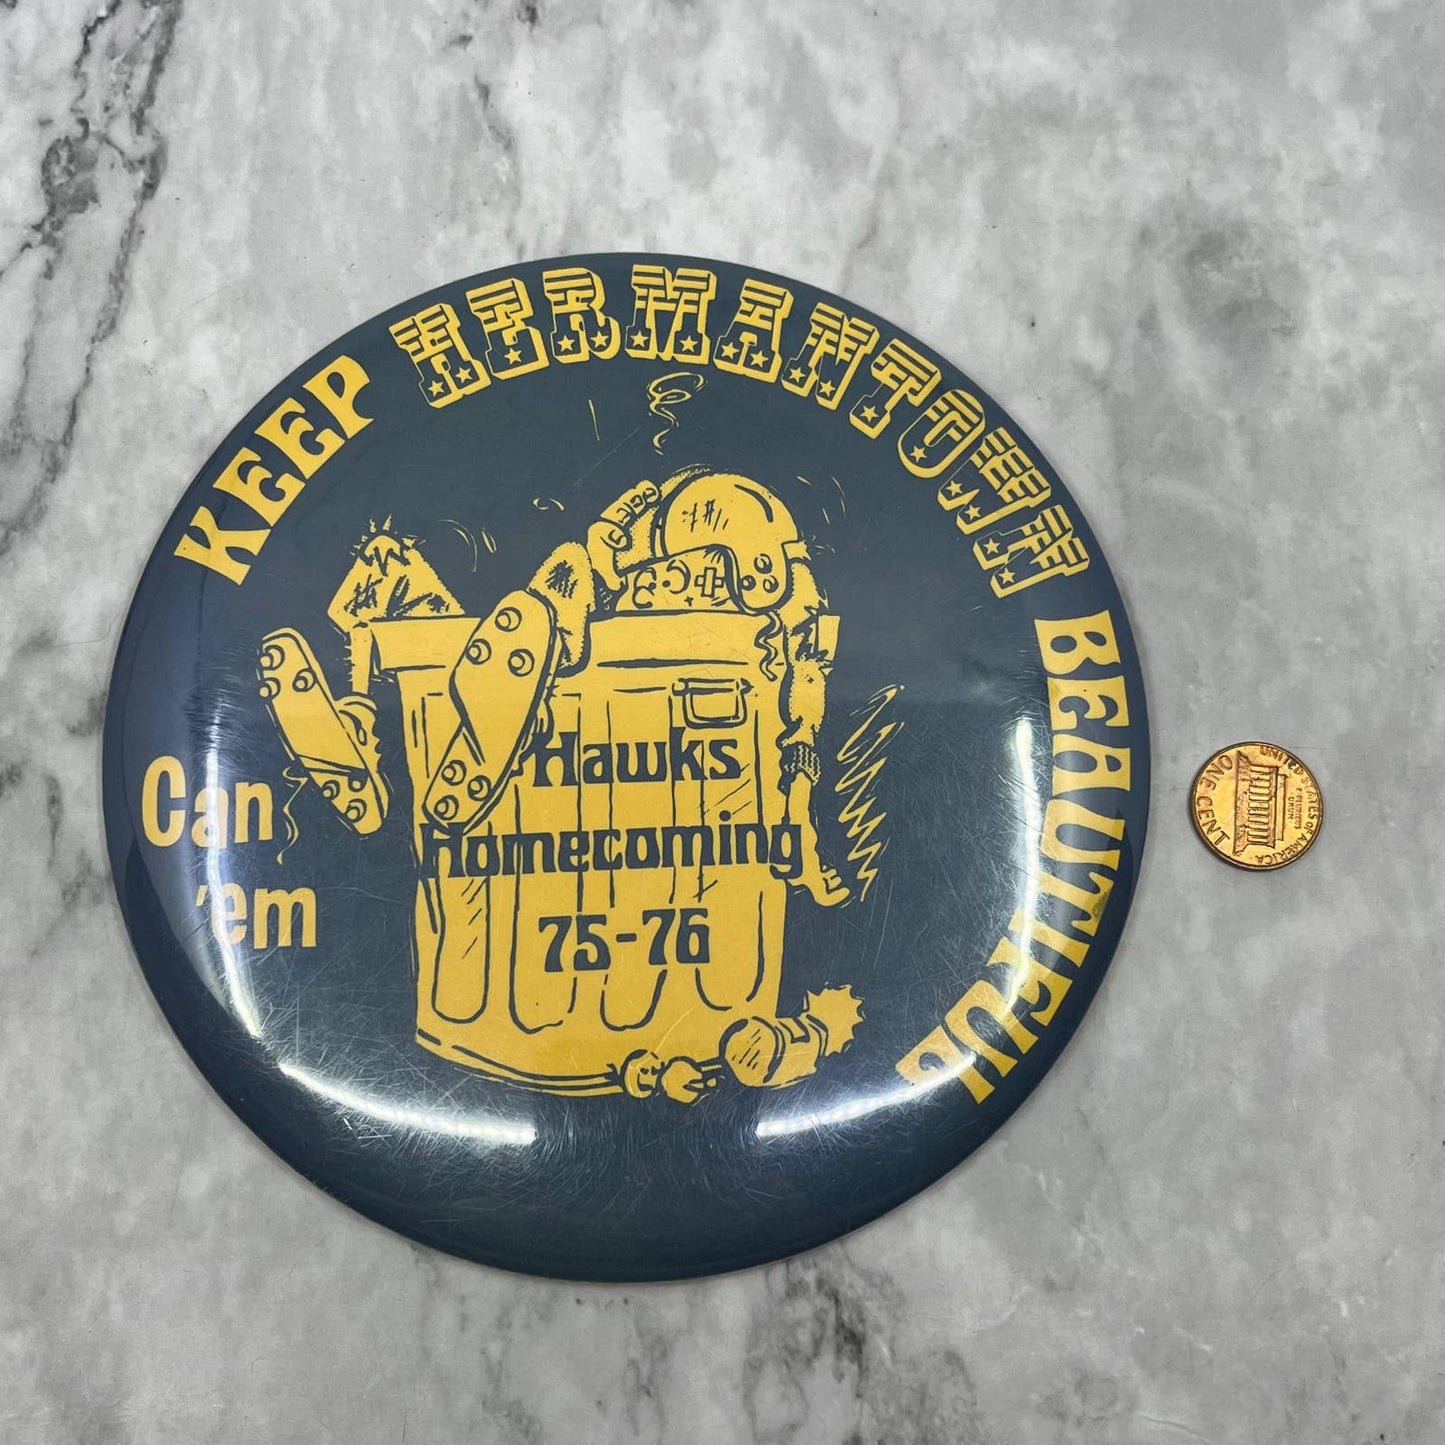 KEEP HERMANTOWN BEAUTIFUL
Can
'em
Hawks
Homecoming
75-76
UNITED STATES OF AMERICA
ONE CENT